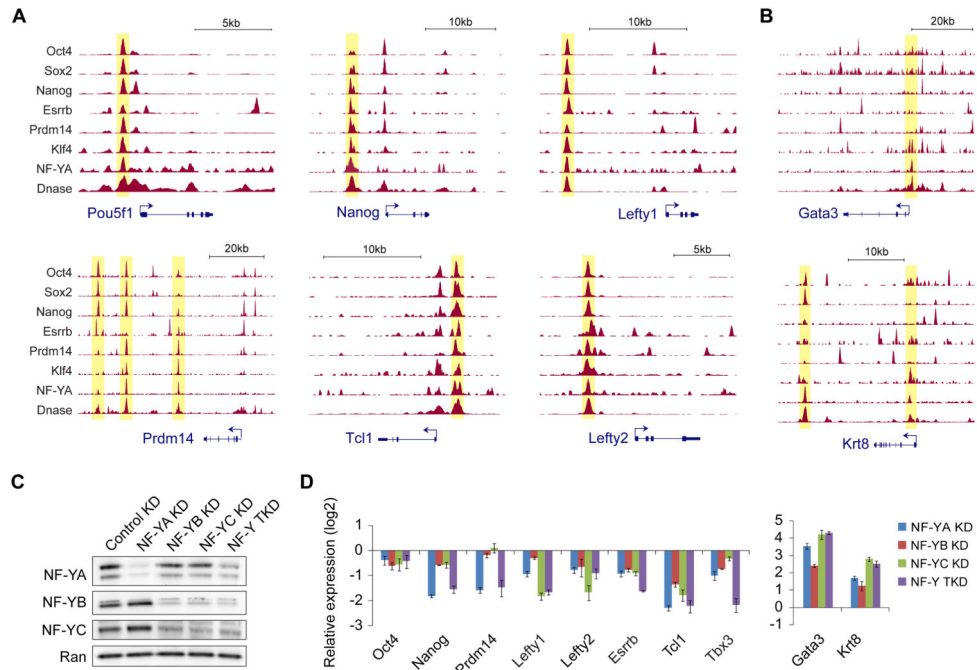 A
B
5kb
10kb
10kb
20kb
Oct4
Sox2
Nanog
Esrrb
Prdm14
Klf4
NF-YA
Dnase
Pou5f1
Nanog
Lefty1
Gata3
20kb
10kb
5kb
10kb
Oct4
Sox2
Nanog
Esrrb
Prdm14
Klf4
NF-YA
Dnase
Prdm14
Tcl1
Lefty2
Krt8
C
Control KD
NF-YA KD
NF-YB KD
NF-YC KD
NF-Y TKD
NF-YA
NF-YB
NF-YC
Ran
D
Relative expression (log2)
1
0
-1
-2
-3
Oct4
Nanog
Prdm14
Lefty1
Lefty2
Esrrb
Tcl1
Tbx3
5
4
3
2
1
0
Gata3
Krt8
NF-YA KD
NF-YB KD
NF-YC KD
NF-Y TKD